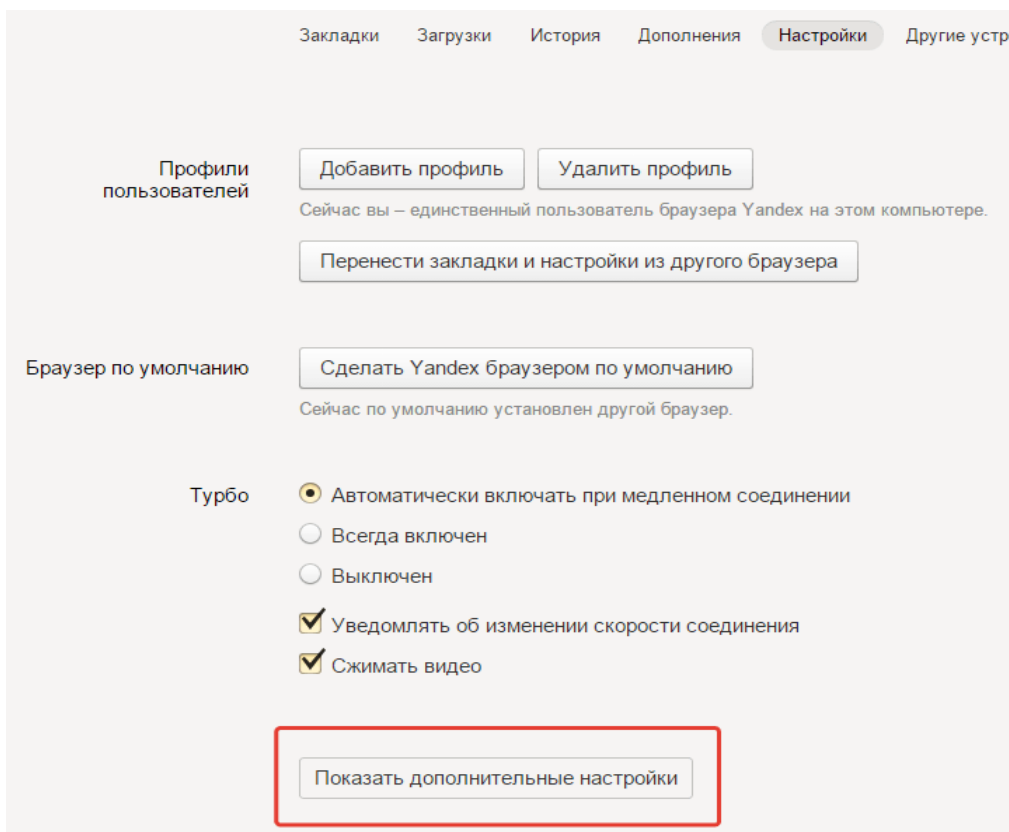 Закладки Загрузки История Дополнения Настройки Другие устр
Профили
пользователей
Добавить профиль Удалить профиль
Сейчас вы – единственный пользователь браузера Yandex на этом компьютере.
Перенести закладки и настройки из другого браузера
Браузер по умолчанию Сделать Yandex браузером по умолчанию
Сейчас по умолчанию установлен другой браузер.
Турбо Автоматически включать при медленном соединении
Всегда включен
Выключен
Уведомлять об изменении скорости соединения
Сжимать видео
Показать дополнительные настройки